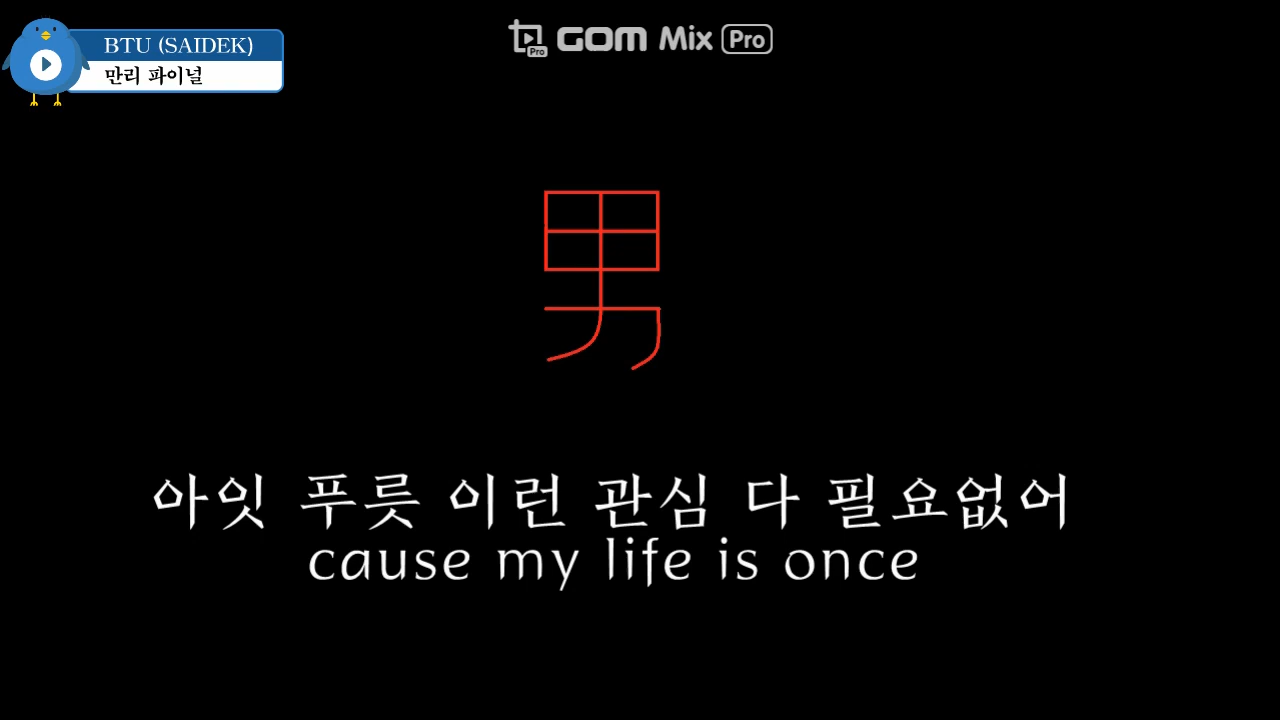 BTU (SAIDEK)
만리 파이널
Pro GOM Mix Pro
男
아잇 푸릇 이런 관심 다 필요없어
cause my life is once